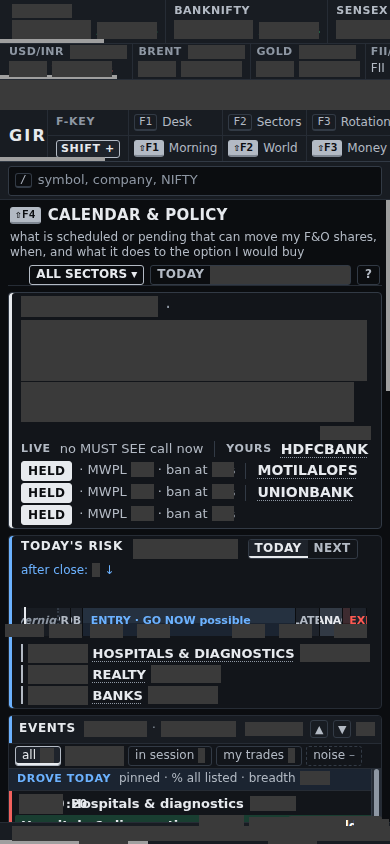 BANKNIFTY SENSEX
USD/INR BRENT GOLD FII/
FII
F-KEY F1 Desk F2 Sectors F3 Rotation
GIR
SHIFT + ⇧F1 Morning ⇧F2 World ⇧F3 Money
/ symbol, company, NIFTY
⇧F4 CALENDAR & POLICY
what is scheduled or pending that can move my F&O shares,
when, and what it does to the option I would buy
ALL SECTORS ▾ TODAY ?
·
LIVE no MUST SEE call now YOURS HDFCBANK
HELD · MWPL · ban at MOTILALOFS
HELD · MWPL · ban at UNIONBANK
HELD · MWPL · ban at
TODAY'S RISK TODAY NEXT
after close: ↓
ENTRY · GO NOW possible
HOSPITALS & DIAGNOSTICS
REALTY
BANKS
EVENTS · ▲ ▼
all in session my trades noise –
DROVE TODAY pinned · % all listed · breadth
Hospitals & diagnostics